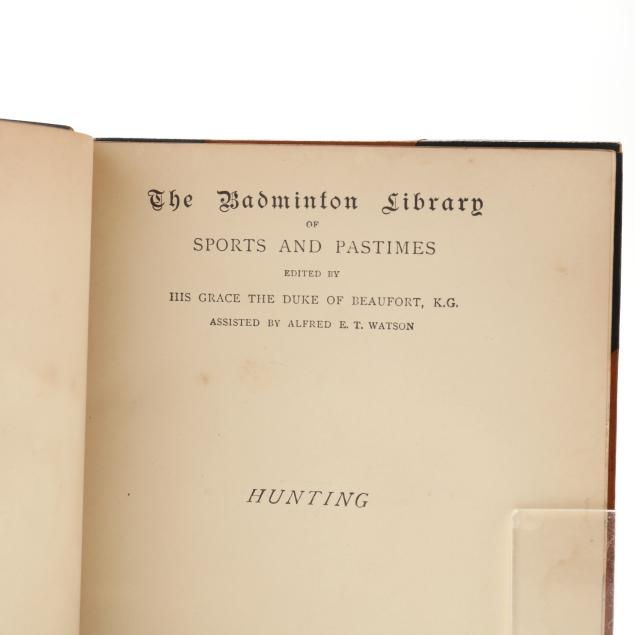 The Badminton Library
OF
SPORTS AND PASTIMES
EDITED BY
HIS GRACE THE DUKE OF BEAUFORT, K.G.
ASSISTED BY ALFRED E. T. WATSON
HUNTING